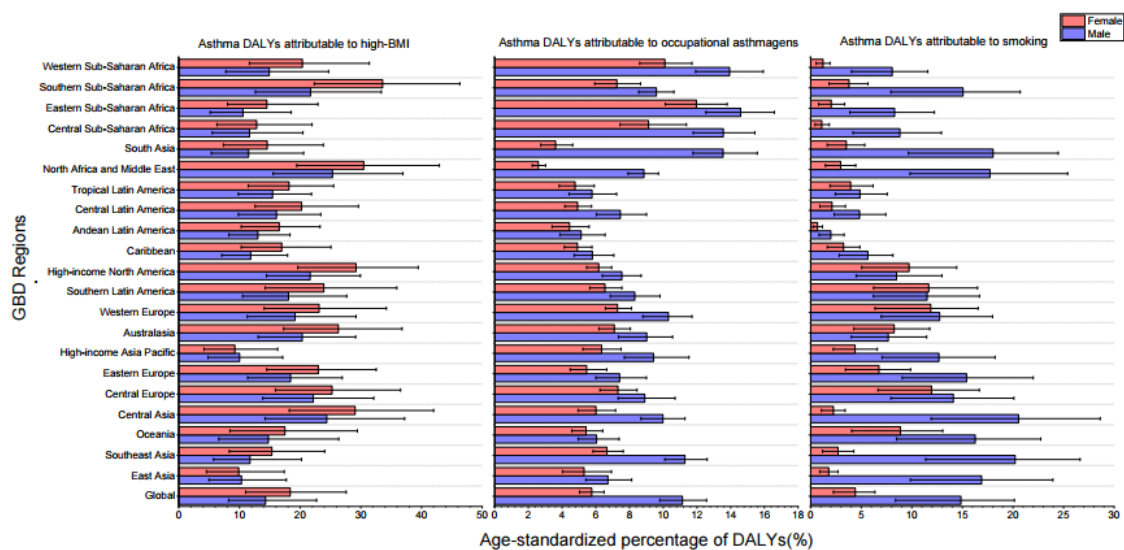 Female
Male
Asthma DALYs attributable to high-BMI
Asthma DALYs attributable to occupational asthmagens
Asthma DALYs attributable to smoking
GBD Regions
Western Sub-Saharan Africa
Southern Sub-Saharan Africa
Eastern Sub-Saharan Africa
Central Sub-Saharan Africa
South Asia
North Africa and Middle East
Tropical Latin America
Central Latin America
Andean Latin America
Caribbean
High-income North America
Southern Latin America
Western Europe
Australasia
High-income Asia Pacific
Eastern Europe
Central Europe
Central Asia
Oceania
Southeast Asia
East Asia
Global
0 10 20 30 40 50
0 2 4 6 8 10 12 14 16 18
0 5 10 15 20 25 30
Age-standardized percentage of DALYs(%)